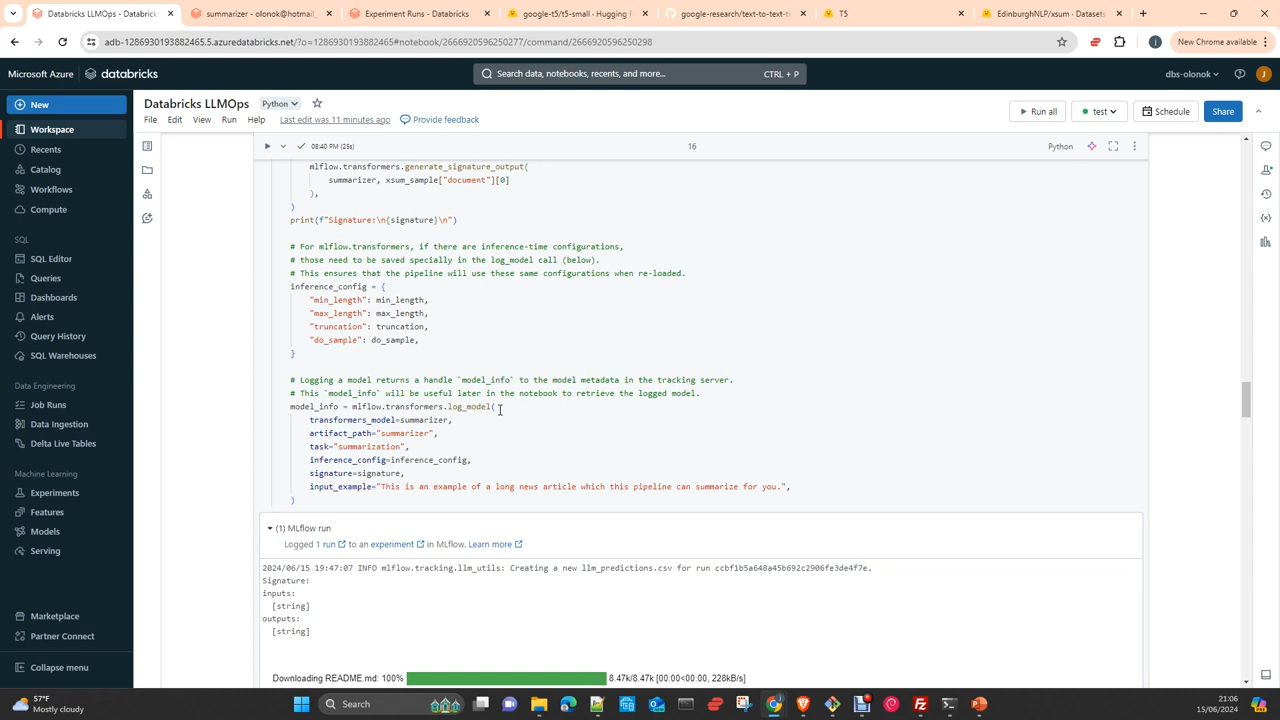 Databricks LLMOps - Databricks
summarizer - olonok@hotmail
Experiment Runs - Databricks
google-t5/t5-small · Hugging F
google-research/text-to-text-t
T5
EdinburghNLP/xsum · Datasets
adb-1286930193882465.5.azuredatabricks.net/?o=1286930193882465#notebook/2666920596250277/command/2666920596250298
New Chrome available
Microsoft Azure
databricks
Search data, notebooks, recents, and more...
CTRL + P
dbs-olonok
J
New
Workspace
Recents
Catalog
Workflows
Compute
SQL
SQL Editor
Queries
Dashboards
Alerts
Query History
SQL Warehouses
Data Engineering
Job Runs
Data Ingestion
Delta Live Tables
Machine Learning
Experiments
Features
Models
Serving
Marketplace
Partner Connect
Collapse menu
Databricks LLMOps
Python
File
Edit
View
Run
Help
Last edit was 11 minutes ago
Provide feedback
Run all
test
Schedule
Share
08:40 PM (25s)
16
Python
mlflow.transformers.generate_signature_output(
summarizer, xsum_sample["document"][0]
),
)
print(f"Signature:\n{signature}\n")
# For mlflow.transformers, if there are inference-time configurations,
# those need to be saved specially in the log_model call (below).
# This ensures that the pipeline will use these same configurations when re-loaded.
inference_config = {
"min_length": min_length,
"max_length": max_length,
"truncation": truncation,
"do_sample": do_sample,
}
# Logging a model returns a handle `model_info` to the model metadata in the tracking server.
# This `model_info` will be useful later in the notebook to retrieve the logged model.
model_info = mlflow.transformers.log_model(
transformers_model=summarizer,
artifact_path="summarizer",
task="summarization",
inference_config=inference_config,
signature=signature,
input_example="This is an example of a long news article which this pipeline can summarize for you.",
)
(1) MLflow run
Logged 1 run to an experiment in MLflow. Learn more
2024/06/15 19:47:07 INFO mlflow.tracking.llm_utils: Creating a new llm_predictions.csv for run ccbf1b5a648a45b692c2906fe3de4f7e.
Signature:
inputs:
[string]
outputs:
[string]
Downloading README.md: 100%
8.47k/8.47k [00:00<00:00, 228kB/s]
57°F
Mostly cloudy
Search
21:06
15/06/2024